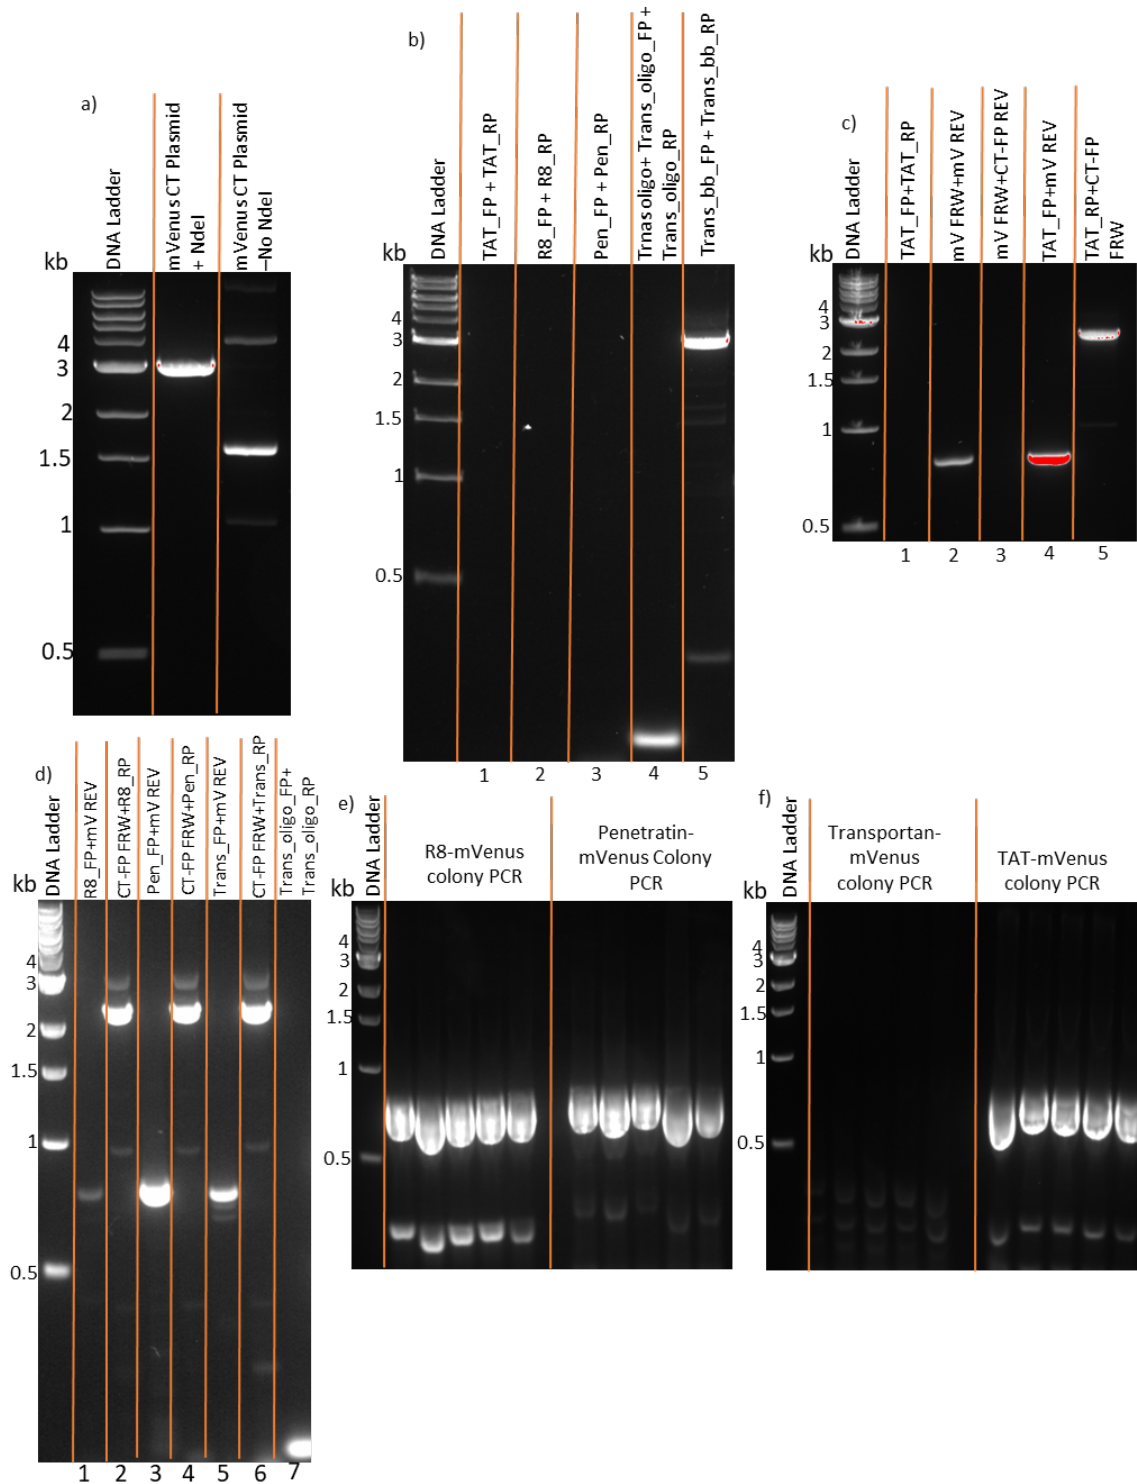 a)
kb
DNA Ladder
mVenus CT Plasmid
+ NdeI
mVenus CT Plasmid
–No NdeI
4
3
2
1.5
1
0.5
b)
kb
DNA Ladder
TAT_FP + TAT_RP
R8_FP + R8_RP
Pen_FP + Pen_RP
Trnasoligo+ Trans_oligo_FP +
Trans_oligo_RP
Trans_bb_FP + Trans_bb_RP
4
3
2
1.5
1
0.5
1 2 3 4 5
c)
kb
DNA Ladder
TAT_FP+TAT_RP
mV FRW+mV REV
mV FRW+CT-FP REV
TAT_FP+mV REV
TAT_RP+CT-FP
FRW
4
3
2
1.5
1
0.5
1 2 3 4 5
d)
kb
DNA Ladder
R8_FP+mV REV
CT-FP FRW+R8_RP
Pen_FP+mV REV
CT-FP FRW+Pen_RP
Trans_FP+mV REV
CT-FP FRW+Trans_RP
Trans_oligo_FP+
Trans_oligo_RP
4
3
2
1.5
1
0.5
1 2 3 4 5 6 7
e)
kb
DNA Ladder
R8-mVenus
colony PCR
Penetratin-
mVenus Colony
PCR
4
3
2
1.5
1
0.5
f)
kb
DNA Ladder
Transportan-
mVenus
colony PCR
TAT-mVenus
colony PCR
4
3
2
1.5
1
0.5